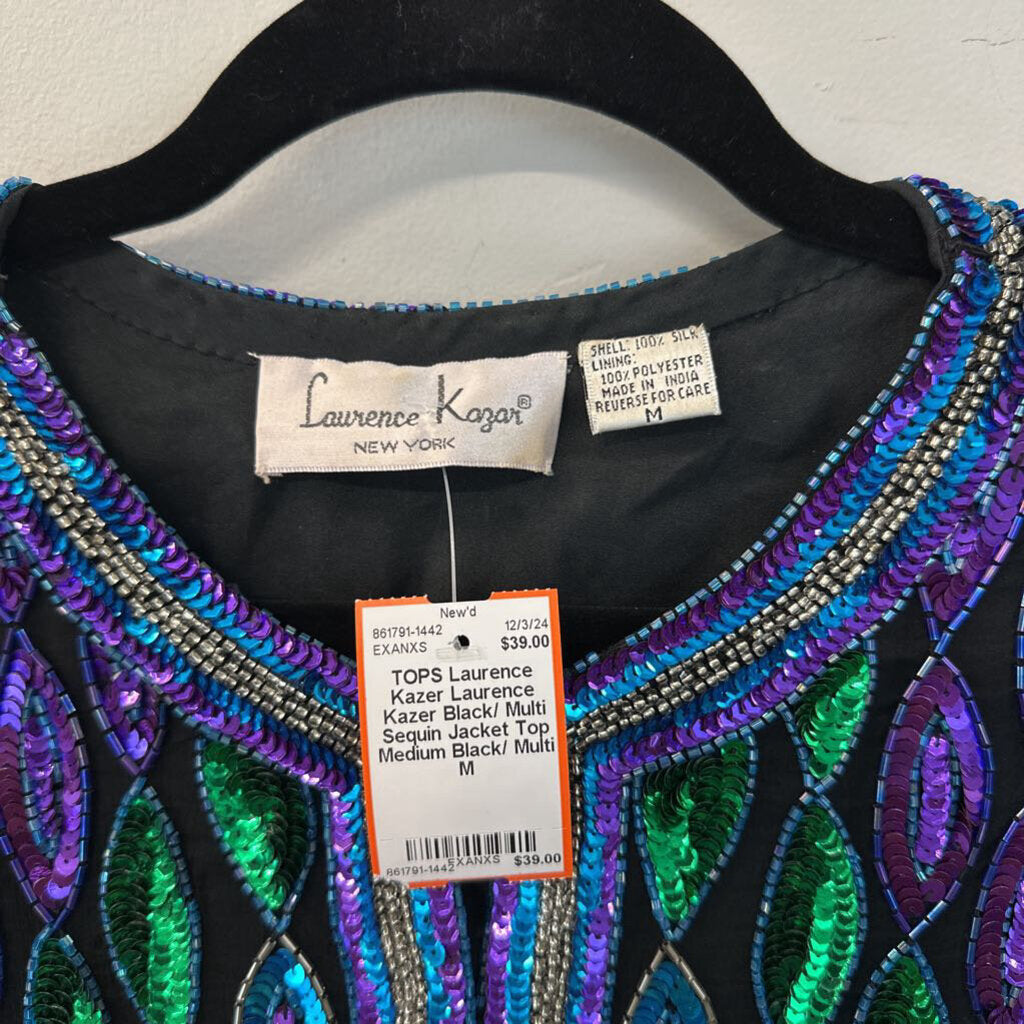 Laurence Kazar®
NEW YORK
SHELL: 100% SILK
LINING:
100% POLYESTER
MADE IN INDIA
REVERSE FOR CARE
M
New'd
861791-1442 12/3/24
EXANXS $39.00
TOPS Laurence
Kazer Laurence
Kazer Black/ Multi
Sequin Jacket Top
Medium Black/ Multi
M
861791-1442 EXANXS $39.00